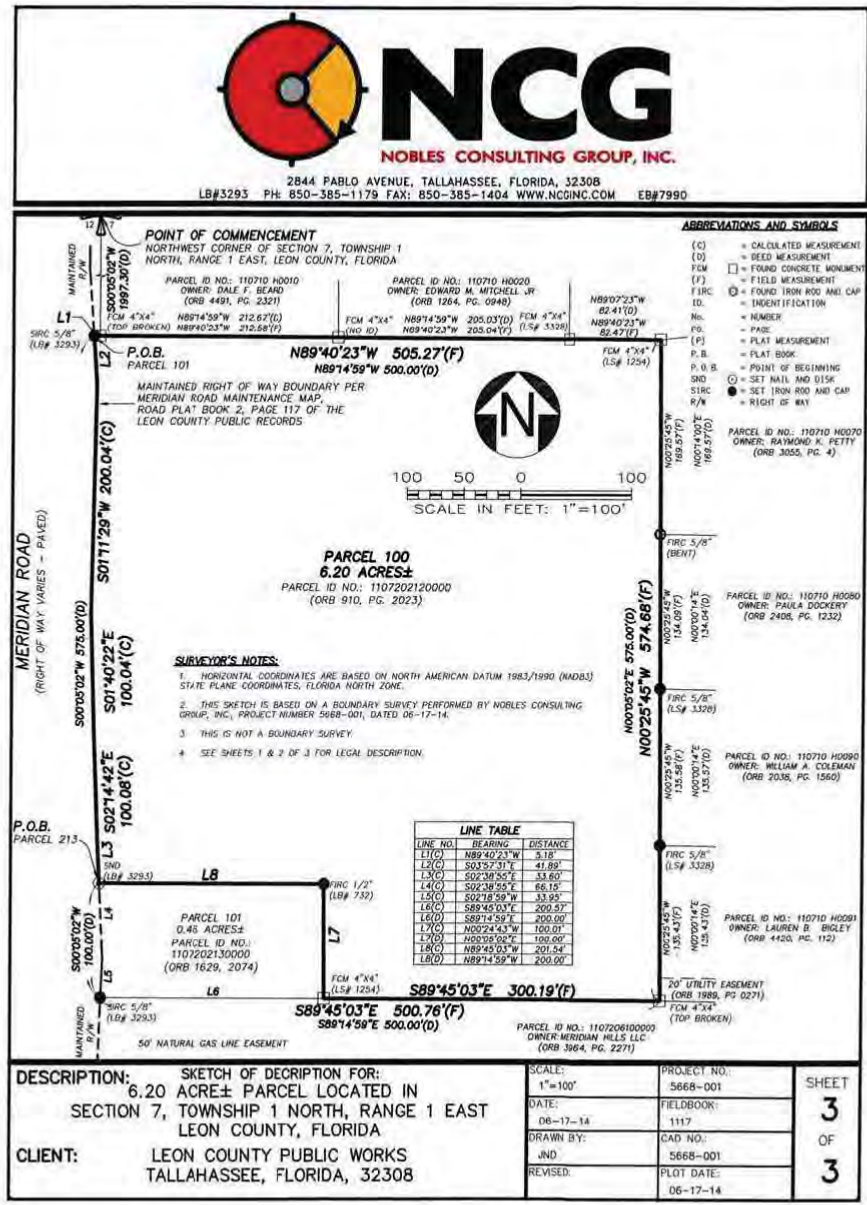 NCG
NOBLES CONSULTING GROUP, INC.
2844 PABLO AVENUE, TALLAHASSEE, FLORIDA, 32308
LB#3293 PH: 850-385-1179 FAX: 850-385-1404 WWW.NCGINC.COM EB#7990
12 7
POINT OF COMMENCEMENT
NORTHWEST CORNER OF SECTION 7, TOWNSHIP 1
NORTH, RANGE 1 EAST, LEON COUNTY, FLORIDA
MAINTAINED
R/W
S00°05'02"W
1997.30'(D)
PARCEL ID NO.: 110710 H0010
OWNER: DALE F. BEARD
(ORB 4491, PG. 2321)
PARCEL ID NO.: 110710 H0020
OWNER: EDWARD M. MITCHELL JR
(ORB 1264, PG. 0948)
N89°07'23"W
82.41'(D)
N89°40'23"W
82.47'(F)
L1
SIRC 5/8"
(LB# 3293)
FCM 4"X4"
(TOP BROKEN)
N89°14'59"W 212.67'(D)
N89°40'23"W 212.58'(F)
FCM 4"X4"
(NO ID)
N89°14'59"W 205.03'(D)
N89°40'23"W 205.04'(F)
FCM 4"X4"
(LS# 3328)
L2
P.O.B.
PARCEL 101
N89°40'23"W 505.27'(F)
N89°14'59"W 500.00'(D)
FCM 4"X4"
(LS# 1254)
ABBREVIATIONS AND SYMBOLS
(C) = CALCULATED MEASUREMENT
(D) = DEED MEASUREMENT
FCM = FOUND CONCRETE MONUMENT
(F) = FIELD MEASUREMENT
FIRC = FOUND IRON ROD AND CAP
ID. = INDENTIFICATION
No. = NUMBER
PG. = PAGE
(P) = PLAT MEASUREMENT
P.B. = PLAT BOOK
P.O.B. = POINT OF BEGINNING
SND = SET NAIL AND DISK
SIRC = SET IRON ROD AND CAP
R/W = RIGHT OF WAY
MAINTAINED RIGHT OF WAY BOUNDARY PER
MERIDIAN ROAD MAINTENANCE MAP,
ROAD PLAT BOOK 2, PAGE 117 OF THE
LEON COUNTY PUBLIC RECORDS
N
100 50 0 100
SCALE IN FEET: 1"=100'
N00°25'45"W
169.57'(F)
N00°14'00"E
169.57'(D)
PARCEL ID NO.: 110710 H0070
OWNER: RAYMOND K. PETTY
(ORB 3055, PG. 4)
FIRC 5/8"
(BENT)
MERIDIAN ROAD
(RIGHT OF WAY VARIES - PAVED)
S00°05'02"W 575.00'(D)
S01°11'29"W 200.04'(C)
S01°40'22"E
100.04'(C)
S02°14'42"E
100.08'(C)
PARCEL 100
6.20 ACRES±
PARCEL ID NO.: 1107202120000
(ORB 910, PG. 2023)
N00°05'02"E 575.00'(D)
N00°25'45"W 574.68'(F)
N00°25'45"W
134.09'(F)
N00°00'14"E
134.04'(D)
PARCEL ID NO.: 110710 H0080
OWNER: PAULA DOCKERY
(ORB 2408, PG. 1232)
FIRC 5/8"
(LS# 3328)
SURVEYOR'S NOTES:
1. HORIZONTAL COORDINATES ARE BASED ON NORTH AMERICAN DATUM 1983/1990 (NAD83)
STATE PLANE COORDINATES, FLORIDA NORTH ZONE.
2. THIS SKETCH IS BASED ON A BOUNDARY SURVEY PERFORMED BY NOBLES CONSULTING
GROUP, INC., PROJECT NUMBER 5668-001, DATED 06-17-14.
3 THIS IS NOT A BOUNDARY SURVEY.
4 SEE SHEETS 1 & 2 OF 3 FOR LEGAL DESCRIPTION.
N00°25'45"W
135.58'(F)
N00°00'14"E
135.57'(D)
PARCEL ID NO.: 110710 H0090
OWNER: WILLIAM A. COLEMAN
(ORB 2038, PG. 1560)
FIRC 5/8"
(LS# 3328)
P.O.B.
PARCEL 213
L3
SND
(LB# 3293)
L8
FIRC 1/2"
(LB# 732)
LINE TABLE
LINE NO. BEARING DISTANCE
L1(C) N89°40'23"W 5.18'
L2(C) S03°57'31"E 41.89'
L3(C) S02°38'55"E 33.60'
L4(C) S02°38'55"E 66.15'
L5(C) S02°18'59"W 33.95'
L6(C) S89°45'03"E 200.57'
L6(D) S89°14'59"E 200.00'
L7(C) N00°24'43"W 100.01'
L7(D) N00°05'02"E 100.00'
L8(C) N89°45'03"W 201.54'
L8(D) N89°14'59"W 200.00'
S00°05'02"W
100.00'(D)
L4
L5
PARCEL 101
0.46 ACRES±
PARCEL ID NO.:
1107202130000
(ORB 1629, 2074)
L7
L6
N00°25'45"W
135.43'(F)
N00°00'14"E
135.43'(D)
PARCEL ID NO.: 110710 H0091
OWNER: LAUREN B. BIGLEY
(ORB 4420, PG. 112)
SIRC 5/8"
(LB# 3293)
MAINTAINED
R/W
FCM 4"X4"
(LS# 1254)
S89°45'03"E 300.19'(F)
S89°45'03"E 500.76'(F)
S89°14'59"E 500.00'(D)
20' UTILITY EASEMENT
(ORB 1989, PG 0271)
FCM 4"X4"
(TOP BROKEN)
50' NATURAL GAS LINE EASEMENT
PARCEL ID NO.: 1107206100000
OWNER: MERIDIAN HILLS LLC
(ORB 3964, PG. 2271)
DESCRIPTION: SKETCH OF DECRIPTION FOR:
6.20 ACRE± PARCEL LOCATED IN
SECTION 7, TOWNSHIP 1 NORTH, RANGE 1 EAST
LEON COUNTY, FLORIDA
CLIENT: LEON COUNTY PUBLIC WORKS
TALLAHASSEE, FLORIDA, 32308
SCALE: 1"=100'
PROJECT NO.: 5668-001
DATE: 06-17-14
FIELDBOOK: 1117
DRAWN BY: JND
CAD NO.: 5668-001
REVISED:
PLOT DATE: 06-17-14
SHEET
3
OF
3